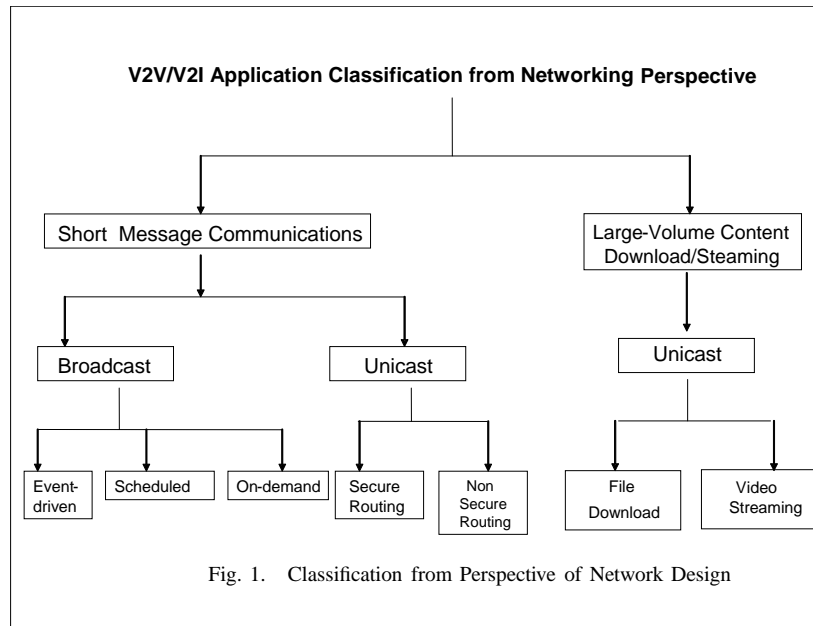 V2V/V2I Application Classification from Networking Perspective
Short Message Communications
Large-Volume Content
Download/Steaming
Broadcast
Unicast
Unicast
Event-
driven
Scheduled
On-demand
Secure
Routing
Non
Secure
Routing
File
Download
Video
Streaming
Fig. 1. Classification from Perspective of Network Design